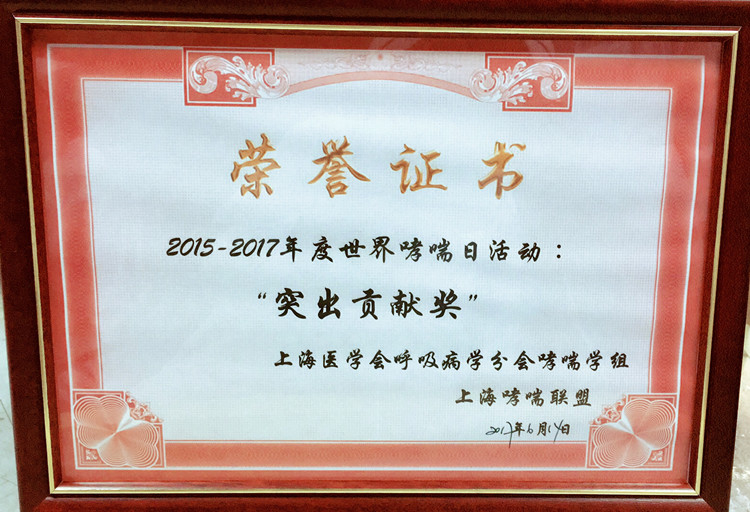 荣誉证书
2015-2017年度世界哮喘日活动：
“突出贡献奖”
上海医学会呼吸病学分会哮喘学组
上海哮喘联盟
2017年6月 日